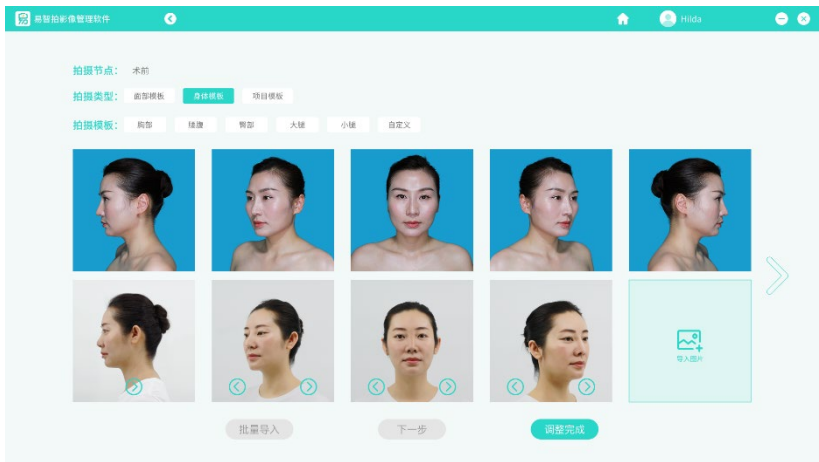 易智拍影像管理软件
Hilda
拍摄节点： 术前
拍摄类型： 面部模板 身体模板 项目模板
拍摄模板： 胸部 腰腹 臀部 大腿 小腿 自定义
导入图片
批量导入 下一步 调整完成